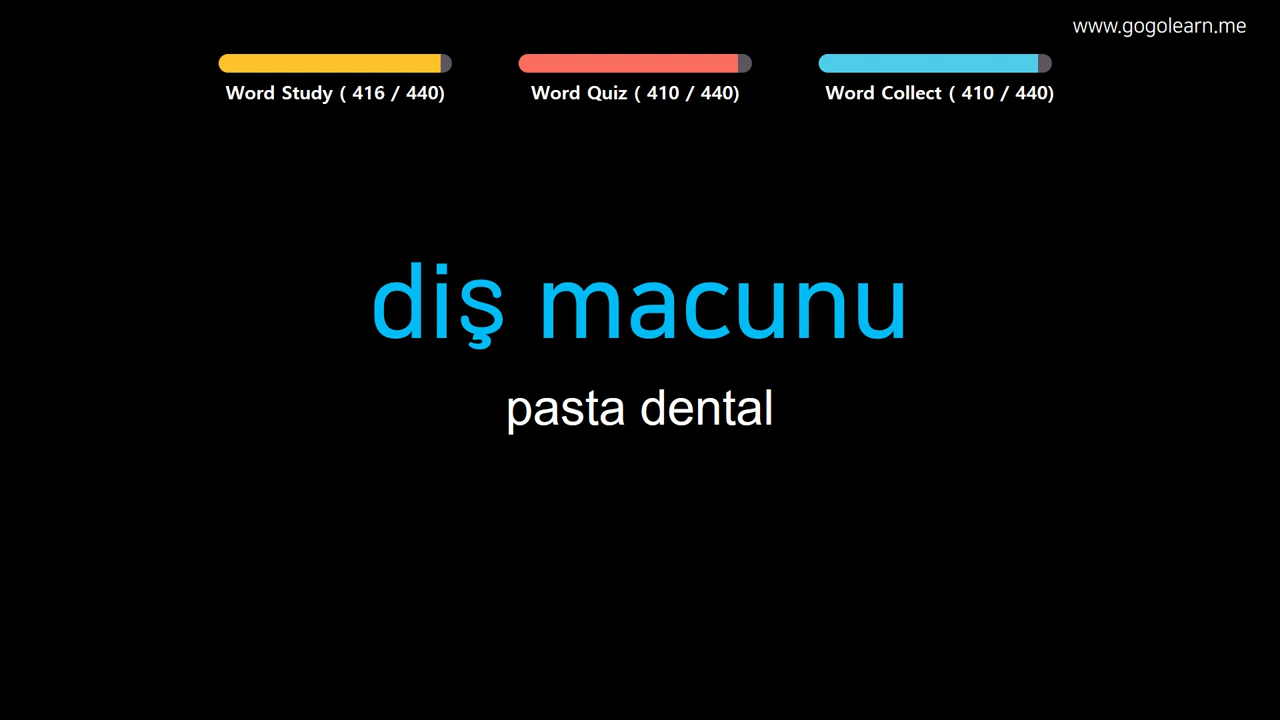 www.gogolearn.me
Word Study ( 416 / 440)
Word Quiz ( 410 / 440)
Word Collect ( 410 / 440)
diş macunu
pasta dental